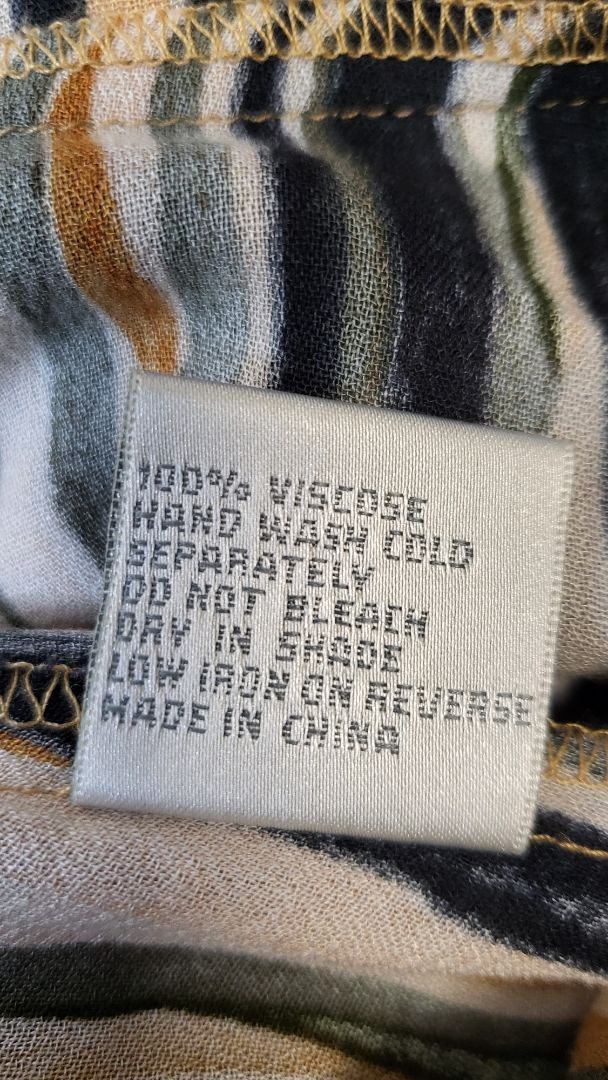 100% VISCOSE
HAND WASH COLD
SEPARATELY
DO NOT BLEACH
DRY IN SHADE
LOW IRON ON REVERSE
MADE IN CHINA